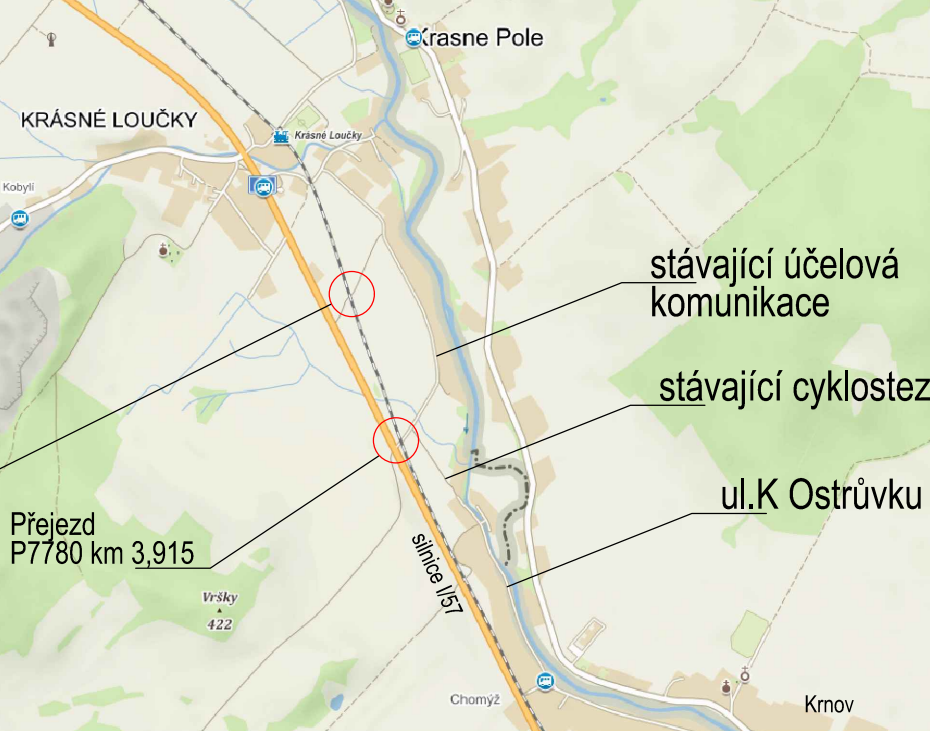 Krasne Pole
KRÁSNÉ LOUČKY
Krásné Loučky
Kobylí
stávající účelová
komunikace
stávající cyklostez
ul.K Ostrůvku
Přejezd
P7780 km 3,915
silnice I/57
Vršky
422
Chomýž
Krnov